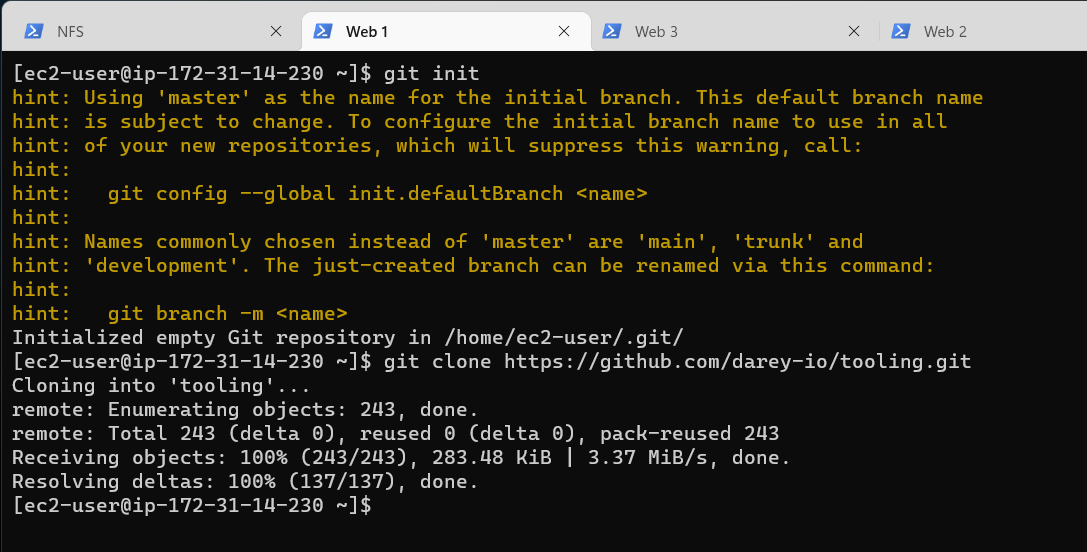 NFS
Web 1
Web 3
Web 2
[ec2-user@ip-172-31-14-230 ~]$ git init
hint: Using 'master' as the name for the initial branch. This default branch name
hint: is subject to change. To configure the initial branch name to use in all
hint: of your new repositories, which will suppress this warning, call:
hint:
hint:   git config --global init.defaultBranch <name>
hint:
hint: Names commonly chosen instead of 'master' are 'main', 'trunk' and
hint: 'development'. The just-created branch can be renamed via this command:
hint:
hint:   git branch -m <name>
Initialized empty Git repository in /home/ec2-user/.git/
[ec2-user@ip-172-31-14-230 ~]$ git clone https://github.com/darey-io/tooling.git
Cloning into 'tooling'...
remote: Enumerating objects: 243, done.
remote: Total 243 (delta 0), reused 0 (delta 0), pack-reused 243
Receiving objects: 100% (243/243), 283.48 KiB | 3.37 MiB/s, done.
Resolving deltas: 100% (137/137), done.
[ec2-user@ip-172-31-14-230 ~]$